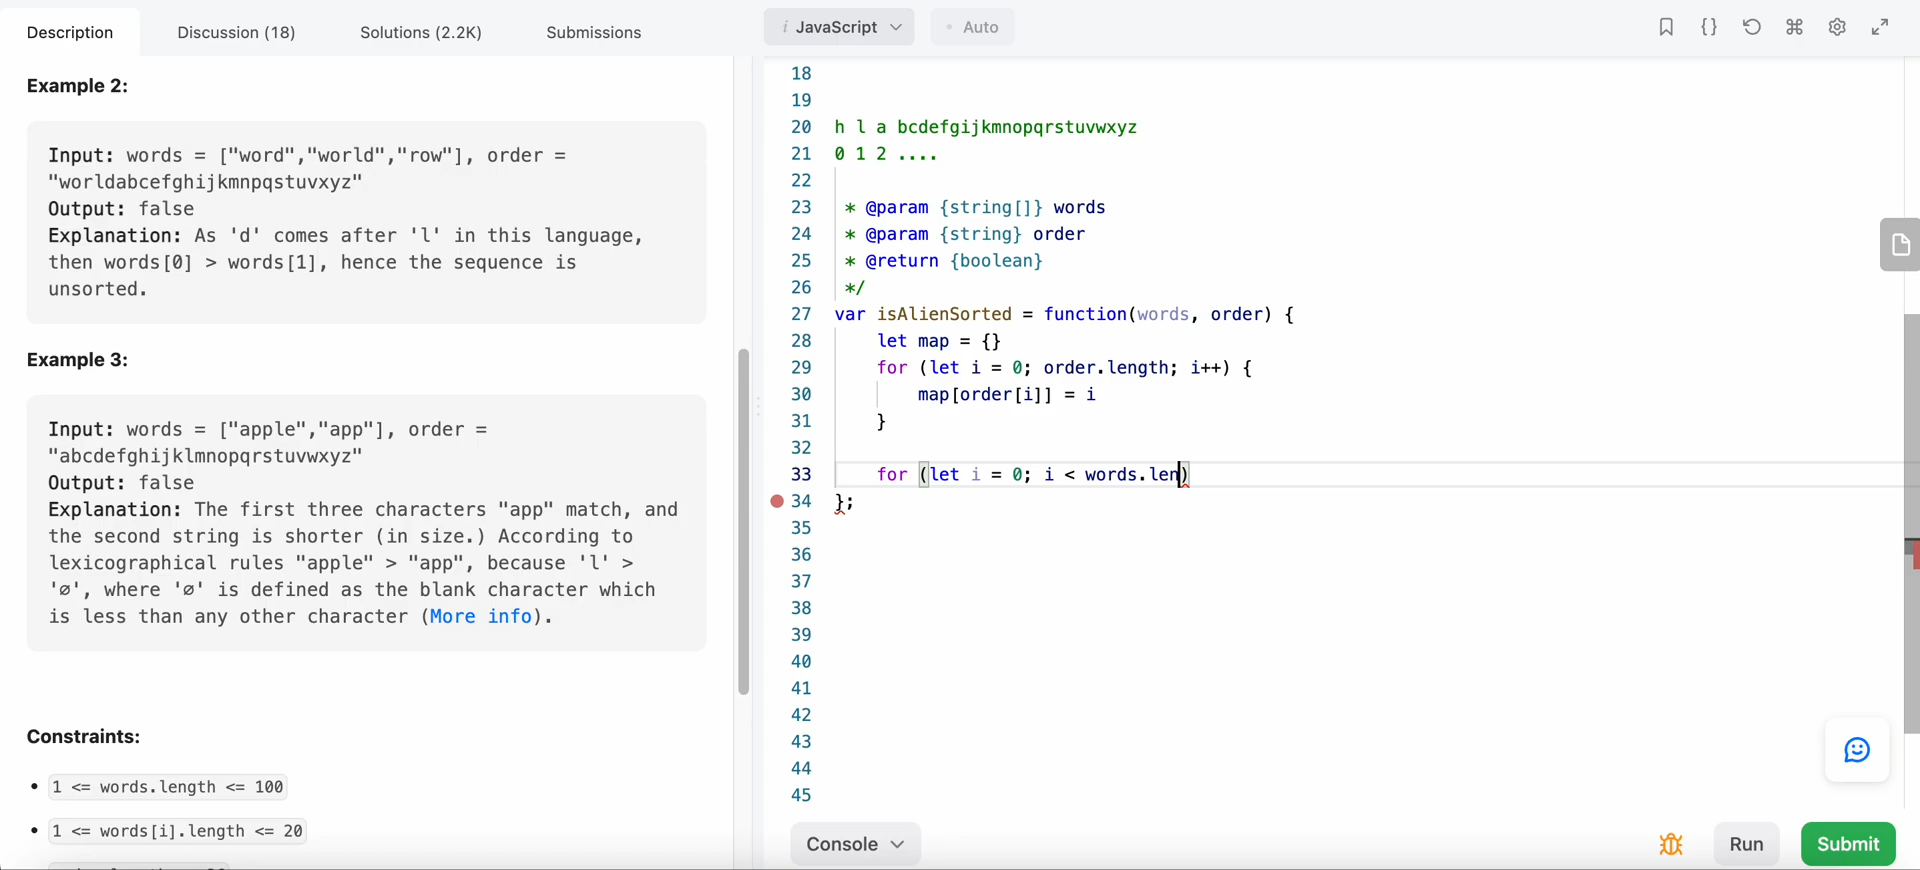 Description
Discussion (18)
Solutions (2.2K)
Submissions
i JavaScript
• Auto
Example 2:
Input: words = ["word","world","row"], order =
"worldabcefghijkmnpqstuvxyz"
Output: false
Explanation: As 'd' comes after 'l' in this language,
then words[0] > words[1], hence the sequence is
unsorted.
Example 3:
Input: words = ["apple","app"], order =
"abcdefghijklmnopqrstuvwxyz"
Output: false
Explanation: The first three characters "app" match, and
the second string is shorter (in size.) According to
lexicographical rules "apple" > "app", because 'l' >
'∅', where '∅' is defined as the blank character which
is less than any other character (More info).
Constraints:
• 1 <= words.length <= 100
• 1 <= words[i].length <= 20
18
19
20 h l a bcdefgijkmnopqrstuvwxyz
21 0 1 2 ....
22
23 * @param {string[]} words
24 * @param {string} order
25 * @return {boolean}
26 */
27 var isAlienSorted = function(words, order) {
28 let map = {}
29 for (let i = 0; order.length; i++) {
30 map[order[i]] = i
31 }
32
33 for (let i = 0; i < words.len)
34 };
35
36
37
38
39
40
41
42
43
44
45
Console
Run
Submit